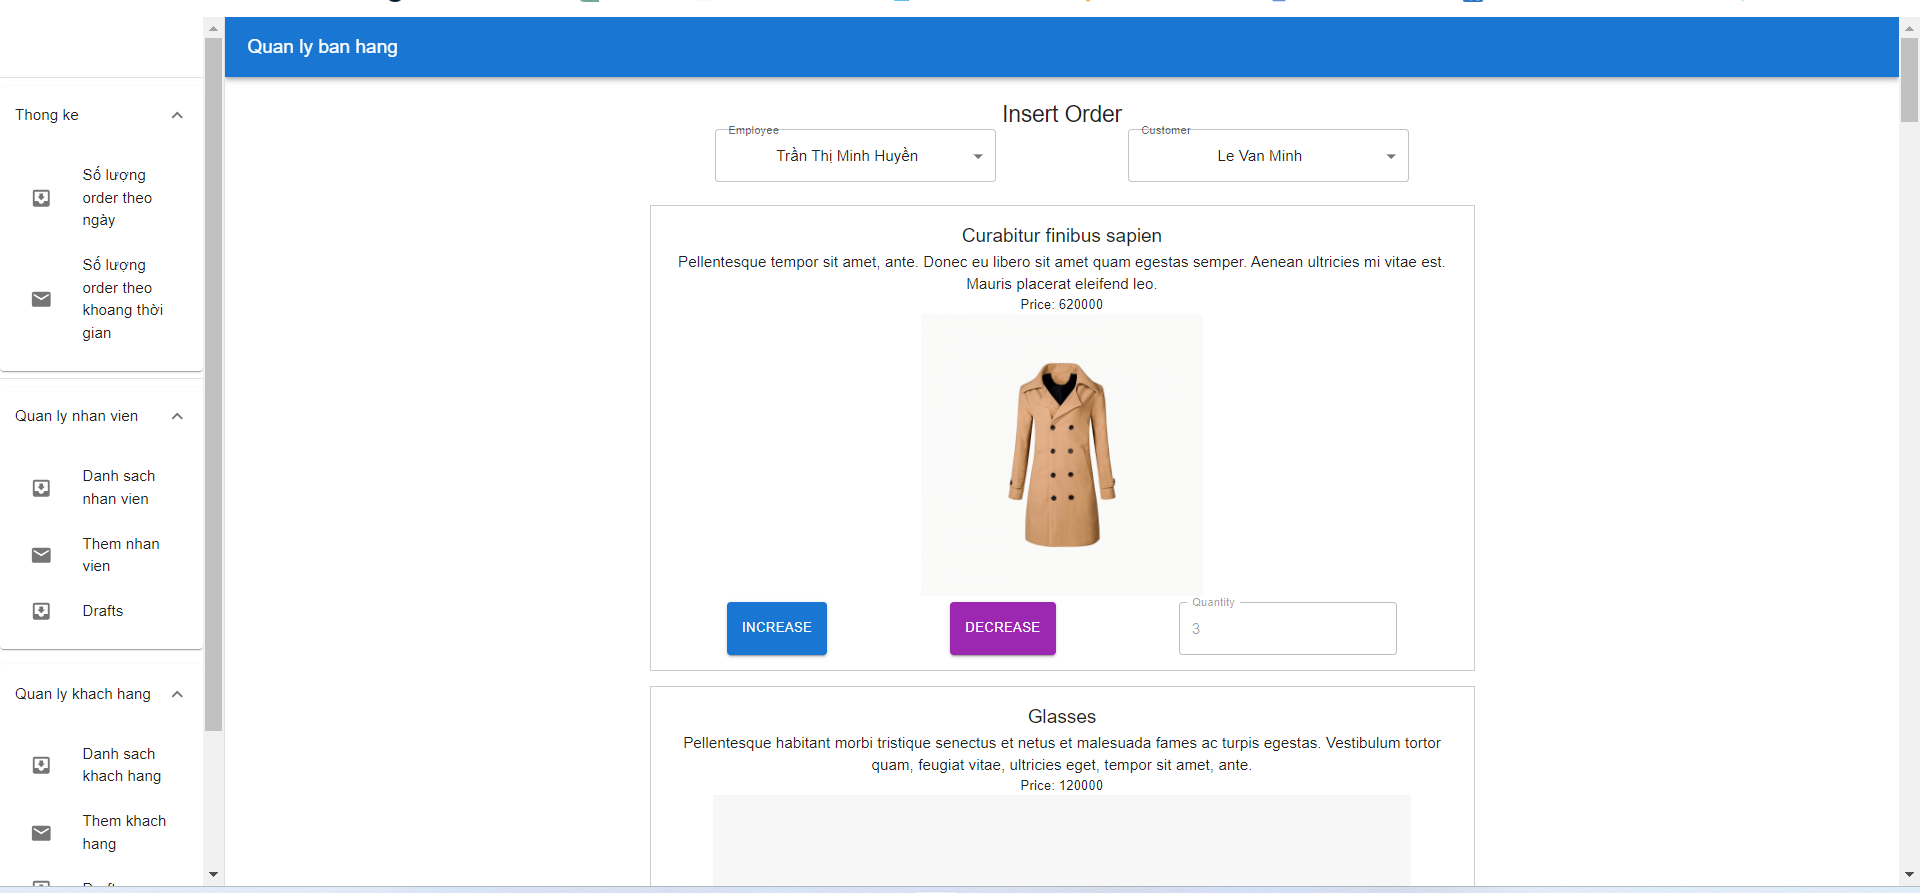 Quan ly ban hang
Thong ke
Số lượng
order theo
ngày
Số lượng
order theo
khoang thời
gian
Quan ly nhan vien
Danh sach
nhan vien
Them nhan
vien
Drafts
Quan ly khach hang
Danh sach
khach hang
Them khach
hang
Insert Order
Employee
Trần Thị Minh Huyền
Customer
Le Van Minh
Curabitur finibus sapien
Pellentesque tempor sit amet, ante. Donec eu libero sit amet quam egestas semper. Aenean ultricies mi vitae est.
Mauris placerat eleifend leo.
Price: 620000
INCREASE
DECREASE
Quantity
3
Glasses
Pellentesque habitant morbi tristique senectus et netus et malesuada fames ac turpis egestas. Vestibulum tortor
quam, feugiat vitae, ultricies eget, tempor sit amet, ante.
Price: 120000